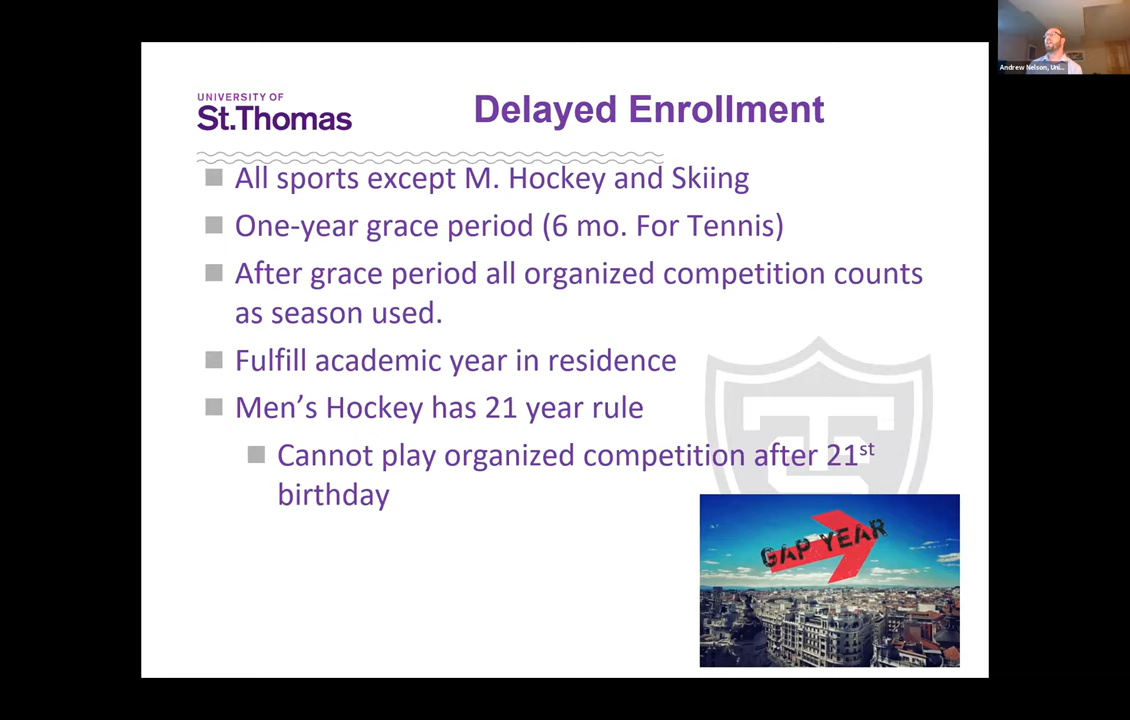 Andrew Nelson, Uni...
UNIVERSITY OF
St.Thomas
Delayed Enrollment
All sports except M. Hockey and Skiing
One-year grace period (6 mo. For Tennis)
After grace period all organized competition counts
as season used.
Fulfill academic year in residence
Men’s Hockey has 21 year rule
Cannot play organized competition after 21st
birthday
GAP YEAR